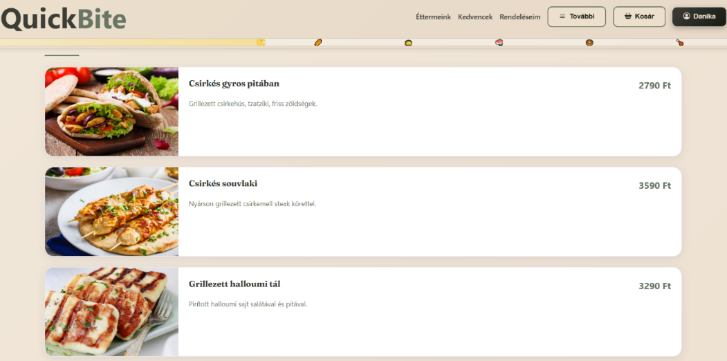 QuickBite
Éttermeink Kedvencek Rendeléseim További Kosár Danika
Csirkés gyros pitában 2790 Ft
Grillezett csirkehús, tzatziki, friss zöldségek.
Csirkés souvlaki 3590 Ft
Nyárson grillezett csirkemell steak körettel.
Grillezett halloumi tál 3290 Ft
Pirított halloumi sajt salátával és pitával.